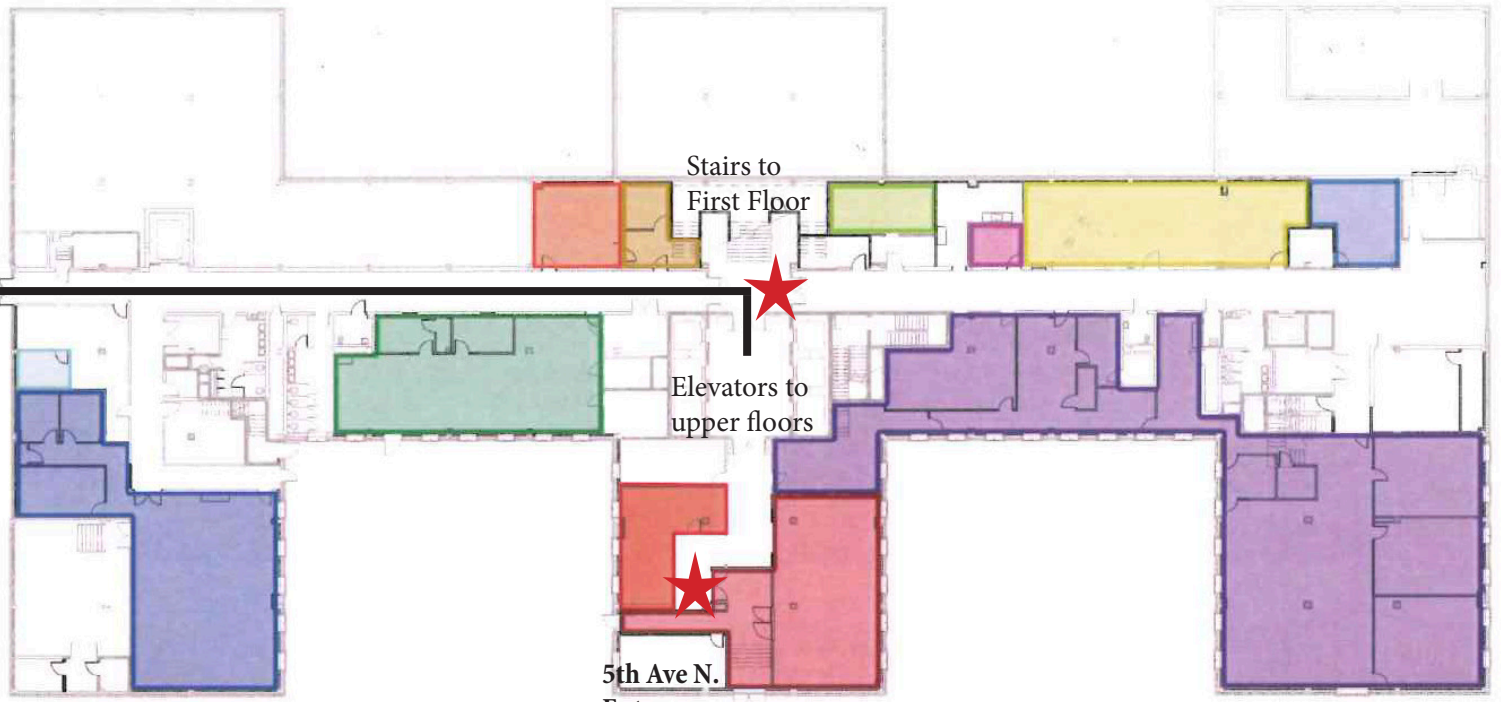 Stairs to
First Floor
Elevators to
upper floors
5th Ave N.